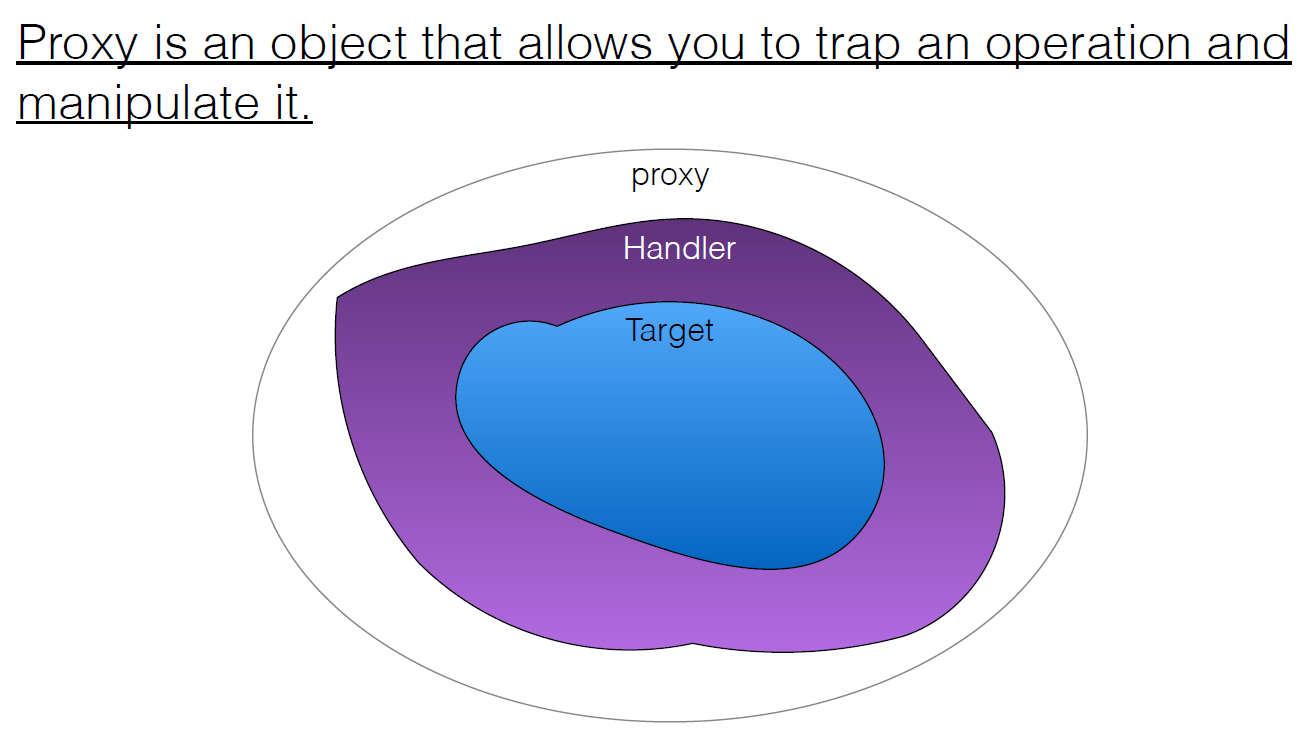 Proxy is an object that allows you to trap an operation and
manipulate it.
proxy
Handler
Target